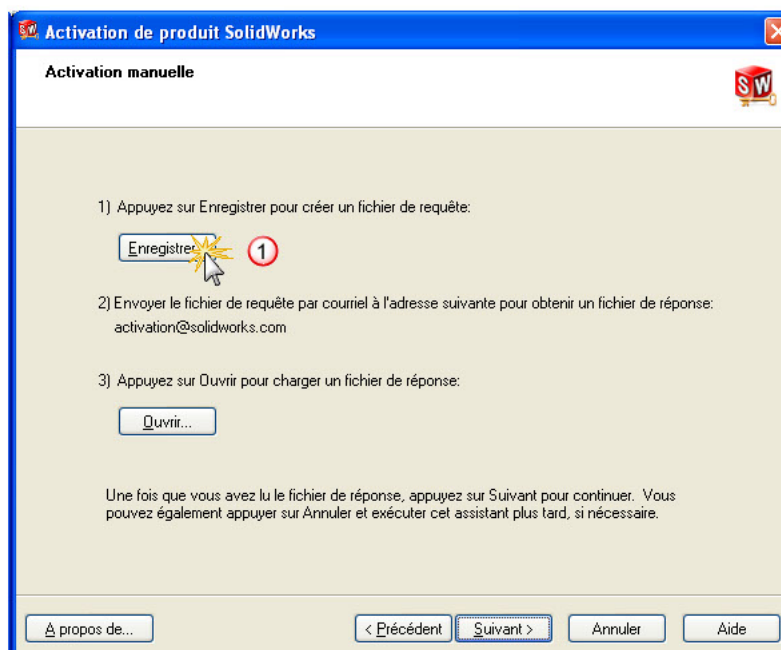 Activation de produit SolidWorks
Activation manuelle
SW
1) Appuyez sur Enregistrer pour créer un fichier de requête:
Enregistrer
1
2) Envoyer le fichier de requête par courriel à l'adresse suivante pour obtenir un fichier de réponse:
activation@solidworks.com
3) Appuyez sur Ouvrir pour charger un fichier de réponse:
Ouvrir...
Une fois que vous avez lu le fichier de réponse, appuyez sur Suivant pour continuer. Vous
pouvez également appuyer sur Annuler et exécuter cet assistant plus tard, si nécessaire.
A propos de... < Précédent Suivant > Annuler Aide